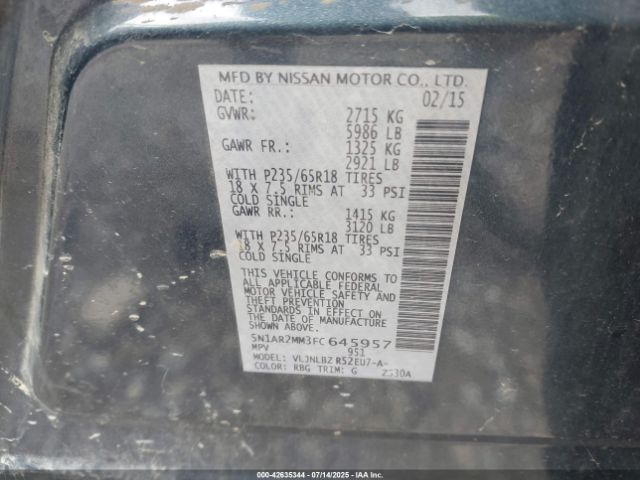 MFD BY NISSAN MOTOR CO., LTD.
DATE: 02/15
GVWR: 2715 KG
5986 LB
GAWR FR.: 1325 KG
2921 LB
WITH P235/65R18 TIRES
18 X 7.5 RIMS AT 33 PSI
COLD SINGLE
GAWR RR.: 1415 KG
3120 LB
WITH P235/65R18 TIRES
18 X 7.5 RIMS AT 33 PSI
COLD SINGLE
THIS VEHICLE CONFORMS TO
ALL APPLICABLE FEDERAL
MOTOR VEHICLE SAFETY AND
THEFT PREVENTION
STANDARDS IN EFFECT ON
THE DATE OF MANUFACTURE
SHOWN ABOVE.
5N1AR2MM3FC645957
MPV 951
MODEL: VLJNLBZ R52EU7-A-
COLOR: RBG TRIM: G 2330A
000-42635344 | 07/14/2025 - IAA Inc.